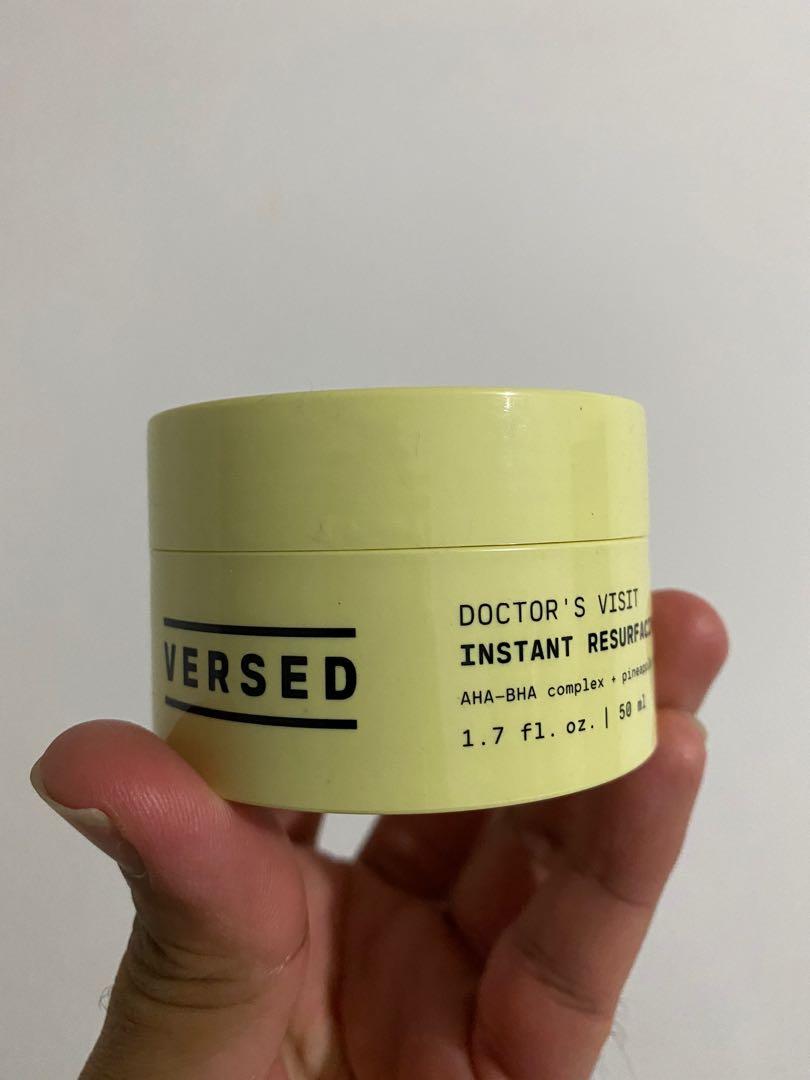 VERSED
DOCTOR'S VISIT
INSTANT
AHA–BHA complex +
1.7 fl. oz. | 50 ml